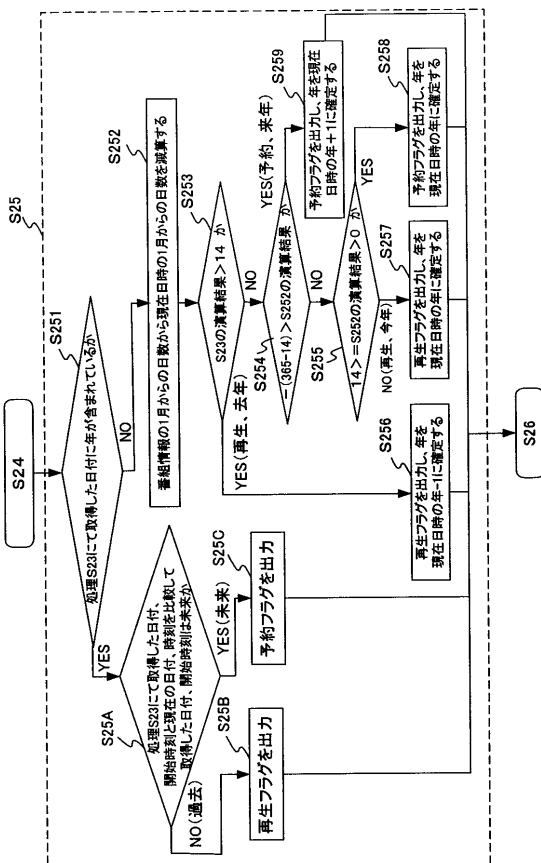 S24
S25
S251
処理S23にて取得した日付に年が含まれているか
YES
NO
S25A
処理S23にて取得した日付、
開始時刻と現在の日付、時刻を比較して
取得した日付、開始時刻は未来か
NO(過去)
YES(未来)
S25B
再生フラグを出力
S25C
予約フラグを出力
S252
番組情報の1月からの日数から現在日時の1月からの日数を減算する
S253
S23の演算結果>14 か
YES(再生、去年)
NO
S254
-(365-14)>S252の演算結果 か
YES(予約、来年)
NO
S255
14>=S252の演算結果>0 か
NO(再生、今年)
YES
S256
再生フラグを出力し、年を
現在日時の年-1に確定する
S257
再生フラグを出力し、年を
現在日時の年に確定する
S258
予約フラグを出力し、年を
現在日時の年に確定する
S259
予約フラグを出力し、年を現在
日時の年+1に確定する
S26